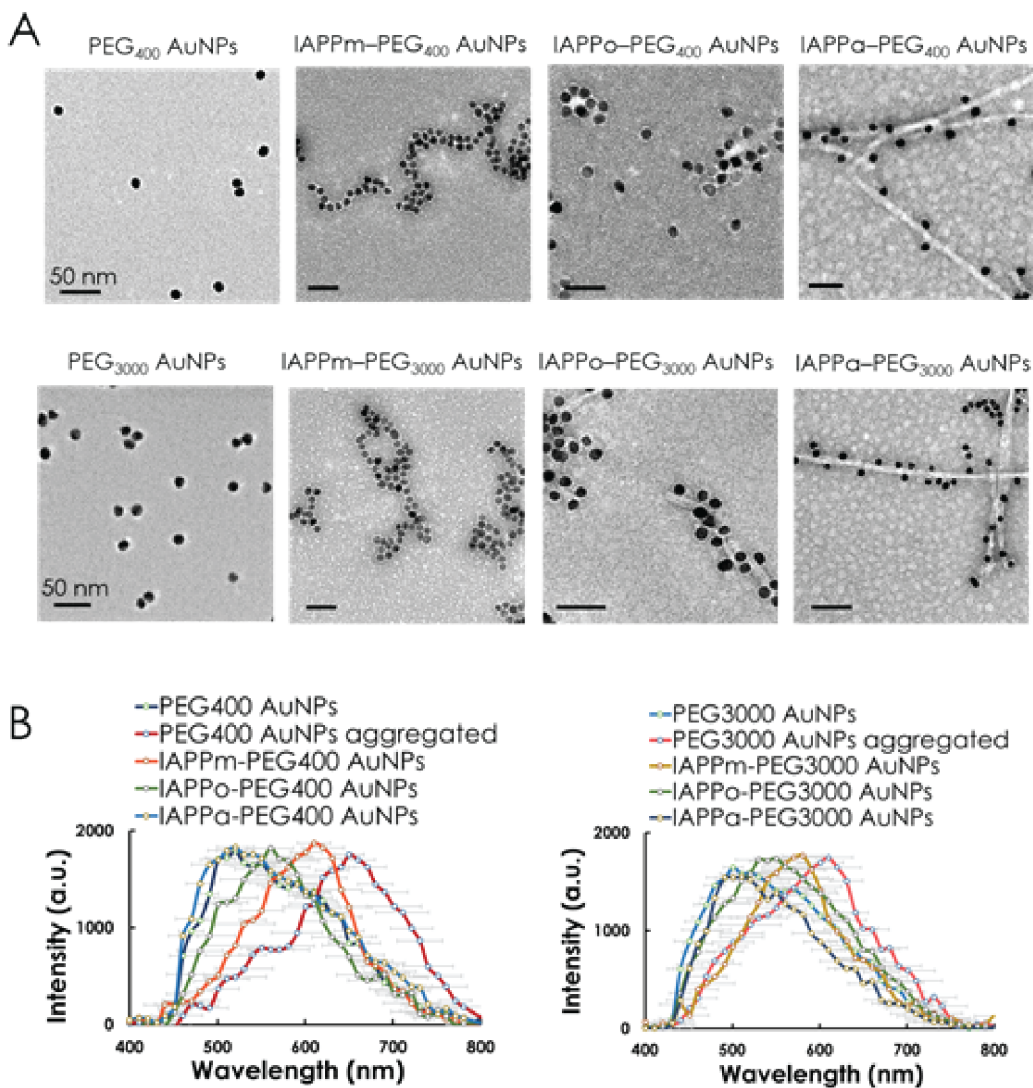 A
PEG400 AuNPs
IAPPm–PEG400 AuNPs
IAPPo–PEG400 AuNPs
IAPPa–PEG400 AuNPs
50 nm
PEG3000 AuNPs
IAPPm–PEG3000 AuNPs
IAPPo–PEG3000 AuNPs
IAPPa–PEG3000 AuNPs
50 nm
B
PEG400 AuNPs
PEG400 AuNPs aggregated
IAPPm-PEG400 AuNPs
IAPPo-PEG400 AuNPs
IAPPa-PEG400 AuNPs
2000
1000
0
Intensity (a.u.)
400 500 600 700 800
Wavelength (nm)
PEG3000 AuNPs
PEG3000 AuNPs aggregated
IAPPm-PEG3000 AuNPs
IAPPo-PEG3000 AuNPs
IAPPa-PEG3000 AuNPs
2000
1000
0
Intensity (a.u.)
400 500 600 700 800
Wavelength (nm)